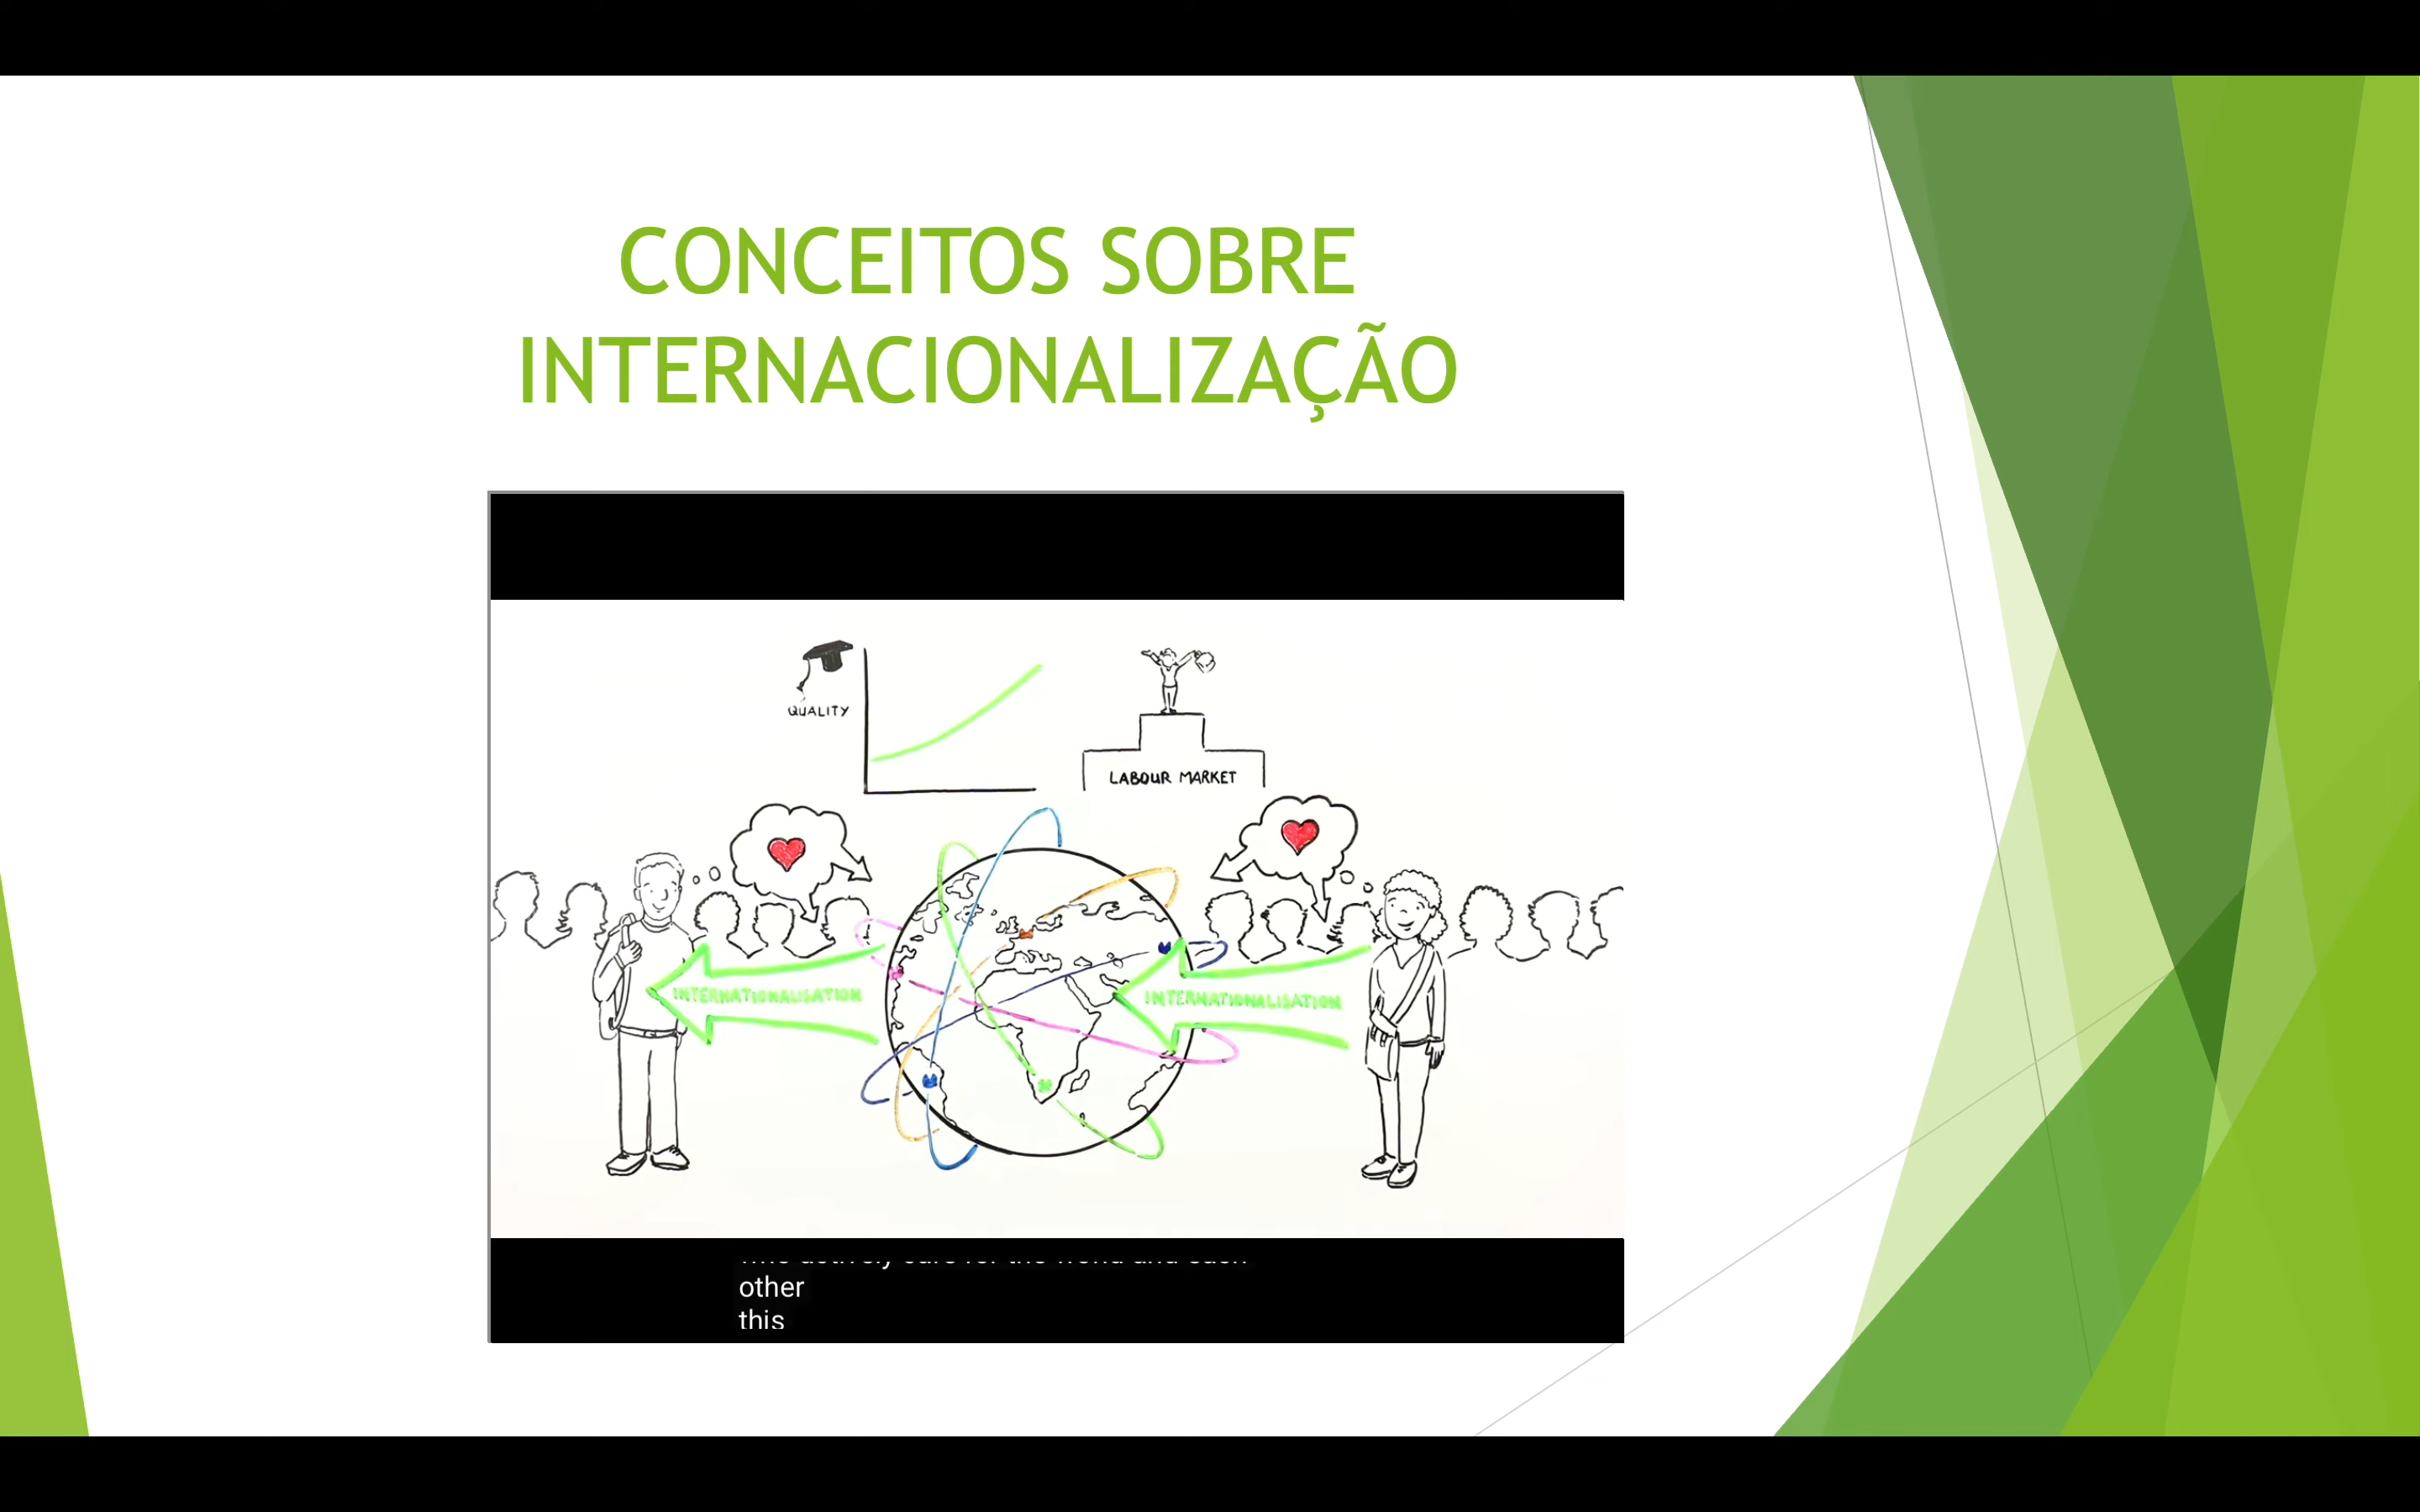 CONCEITOS SOBRE
INTERNACIONALIZAÇÃO
QUALITY
LABOUR MARKET
INTERNATIONALISATION
INTERNATIONALISATION
other
this